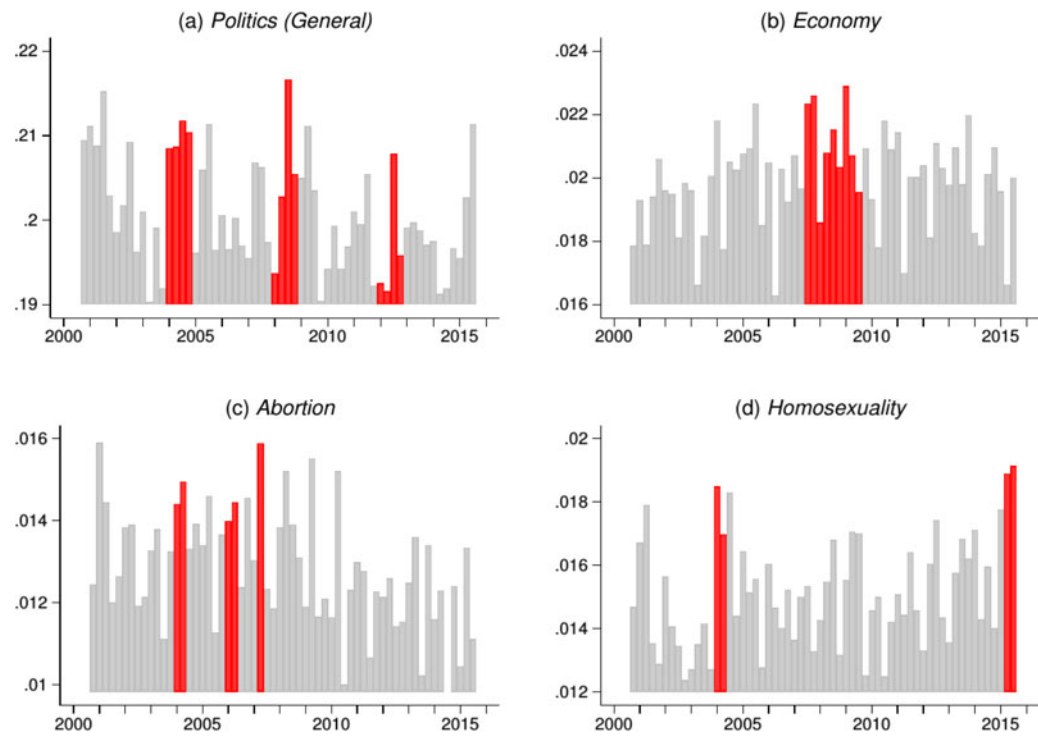 (a) Politics (General)
.22
.21
.2
.19
2000 2005 2010 2015
(b) Economy
.024
.022
.02
.018
.016
2000 2005 2010 2015
(c) Abortion
.016
.014
.012
.01
2000 2005 2010 2015
(d) Homosexuality
.02
.018
.016
.014
.012
2000 2005 2010 2015